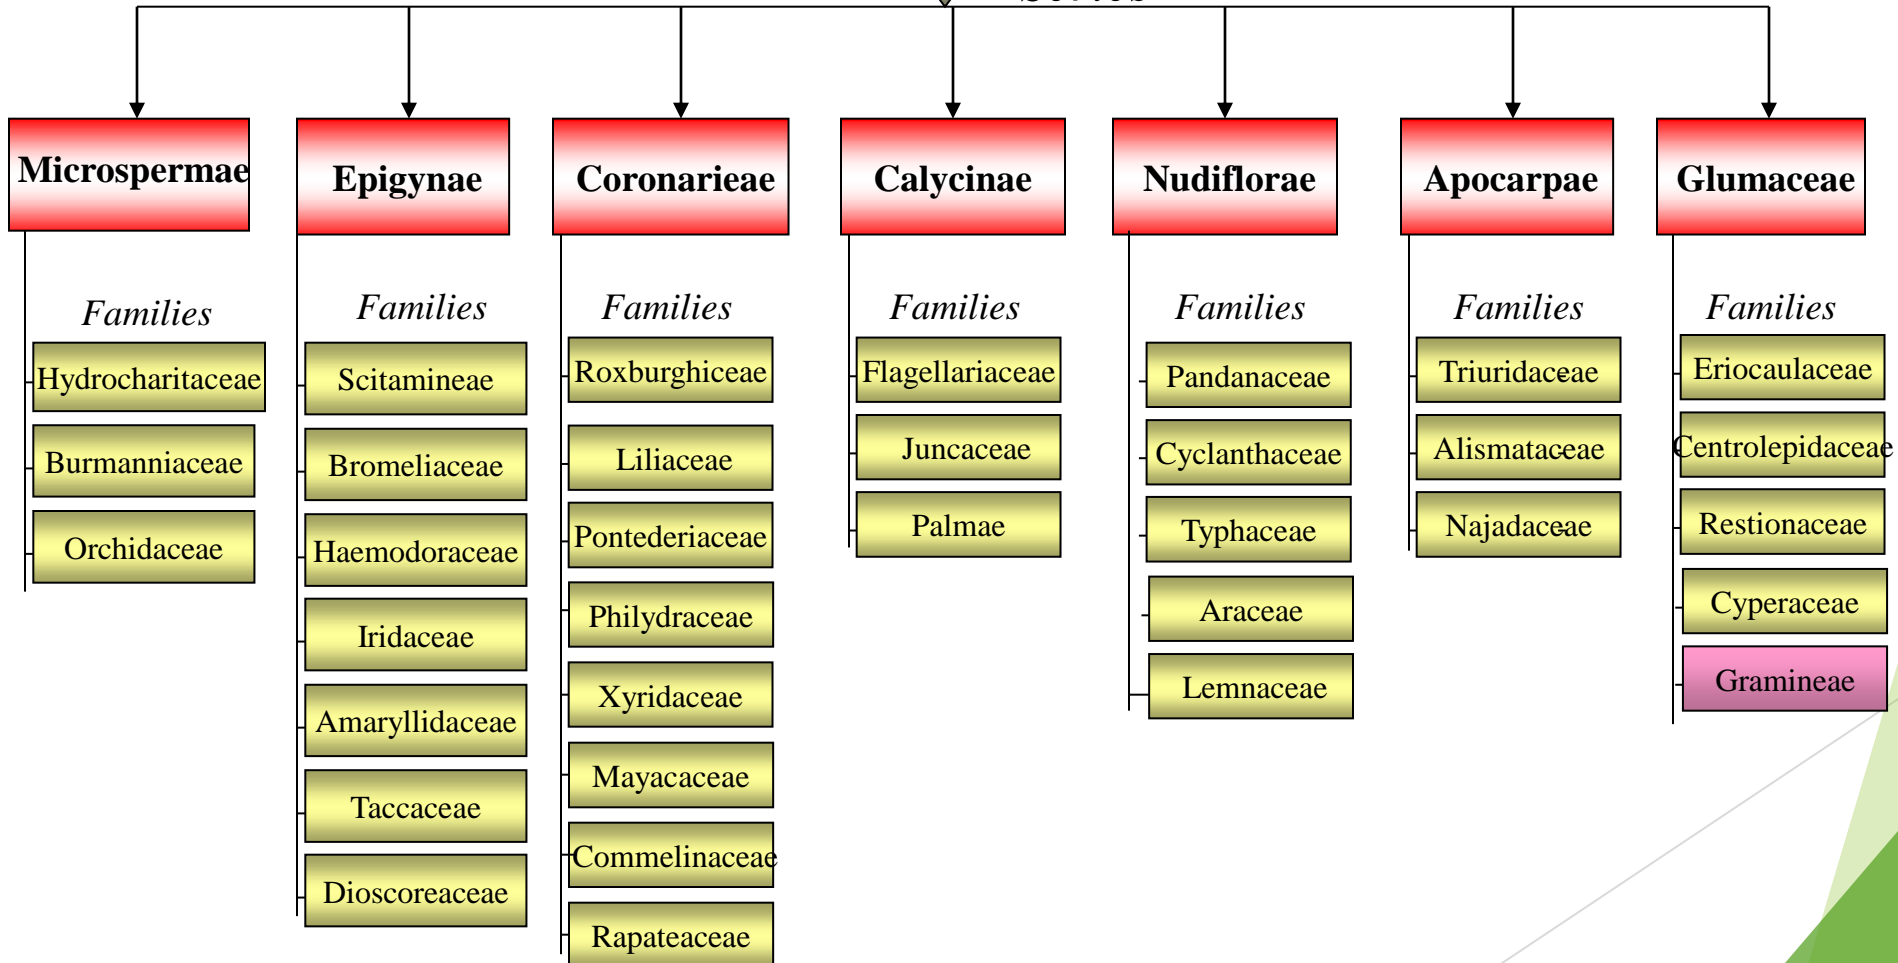 Microspermae
Epigynae
Coronarieae
Calycinae
Nudiflorae
Apocarpae
Glumaceae
Families
Hydrocharitaceae
Burmanniaceae
Orchidaceae
Families
Scitamineae
Bromeliaceae
Haemodoraceae
Iridaceae
Amaryllidaceae
Taccaceae
Dioscoreaceae
Families
Roxburghiceae
Liliaceae
Pontederiaceae
Philydraceae
Xyridaceae
Mayacaceae
Commelinaceae
Rapateaceae
Families
Flagellariaceae
Juncaceae
Palmae
Families
Pandanaceae
Cyclanthaceae
Typhaceae
Araceae
Lemnaceae
Families
Triuridaceae
Alismataceae
Najadaceae
Families
Eriocaulaceae
Centrolepidaceae
Restionaceae
Cyperaceae
Gramineae